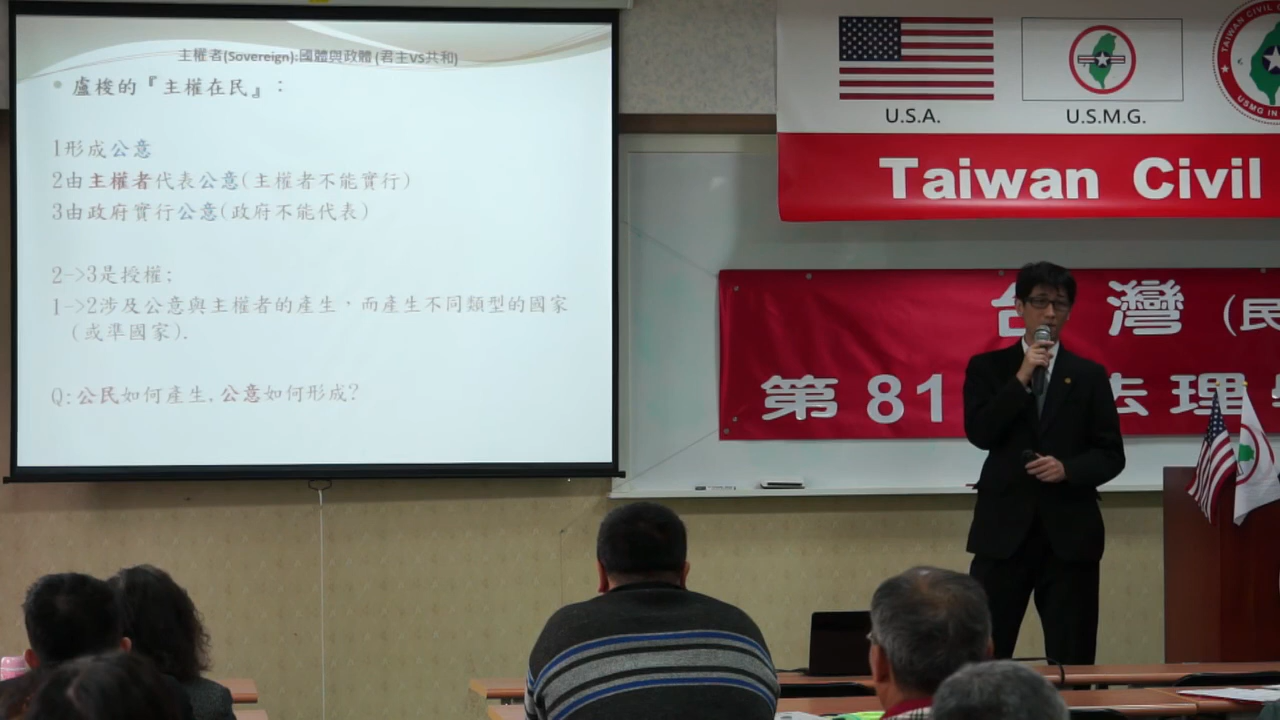 主權者(Sovereign):國體與政體 (君主VS共和)
• 盧梭的『主權在民』：
1形成公意
2由主權者代表公意(主權者不能實行)
3由政府實行公意(政府不能代表)
2->3是授權;
1->2涉及公意與主權者的產生，而產生不同類型的國家
(或準國家).
Q:公民如何產生,公意如何形成?
U.S.A.
U.S.M.G.
TAIWAN CIVIL
USMG IN
Taiwan Civil
台灣 (民
第 81 法理學